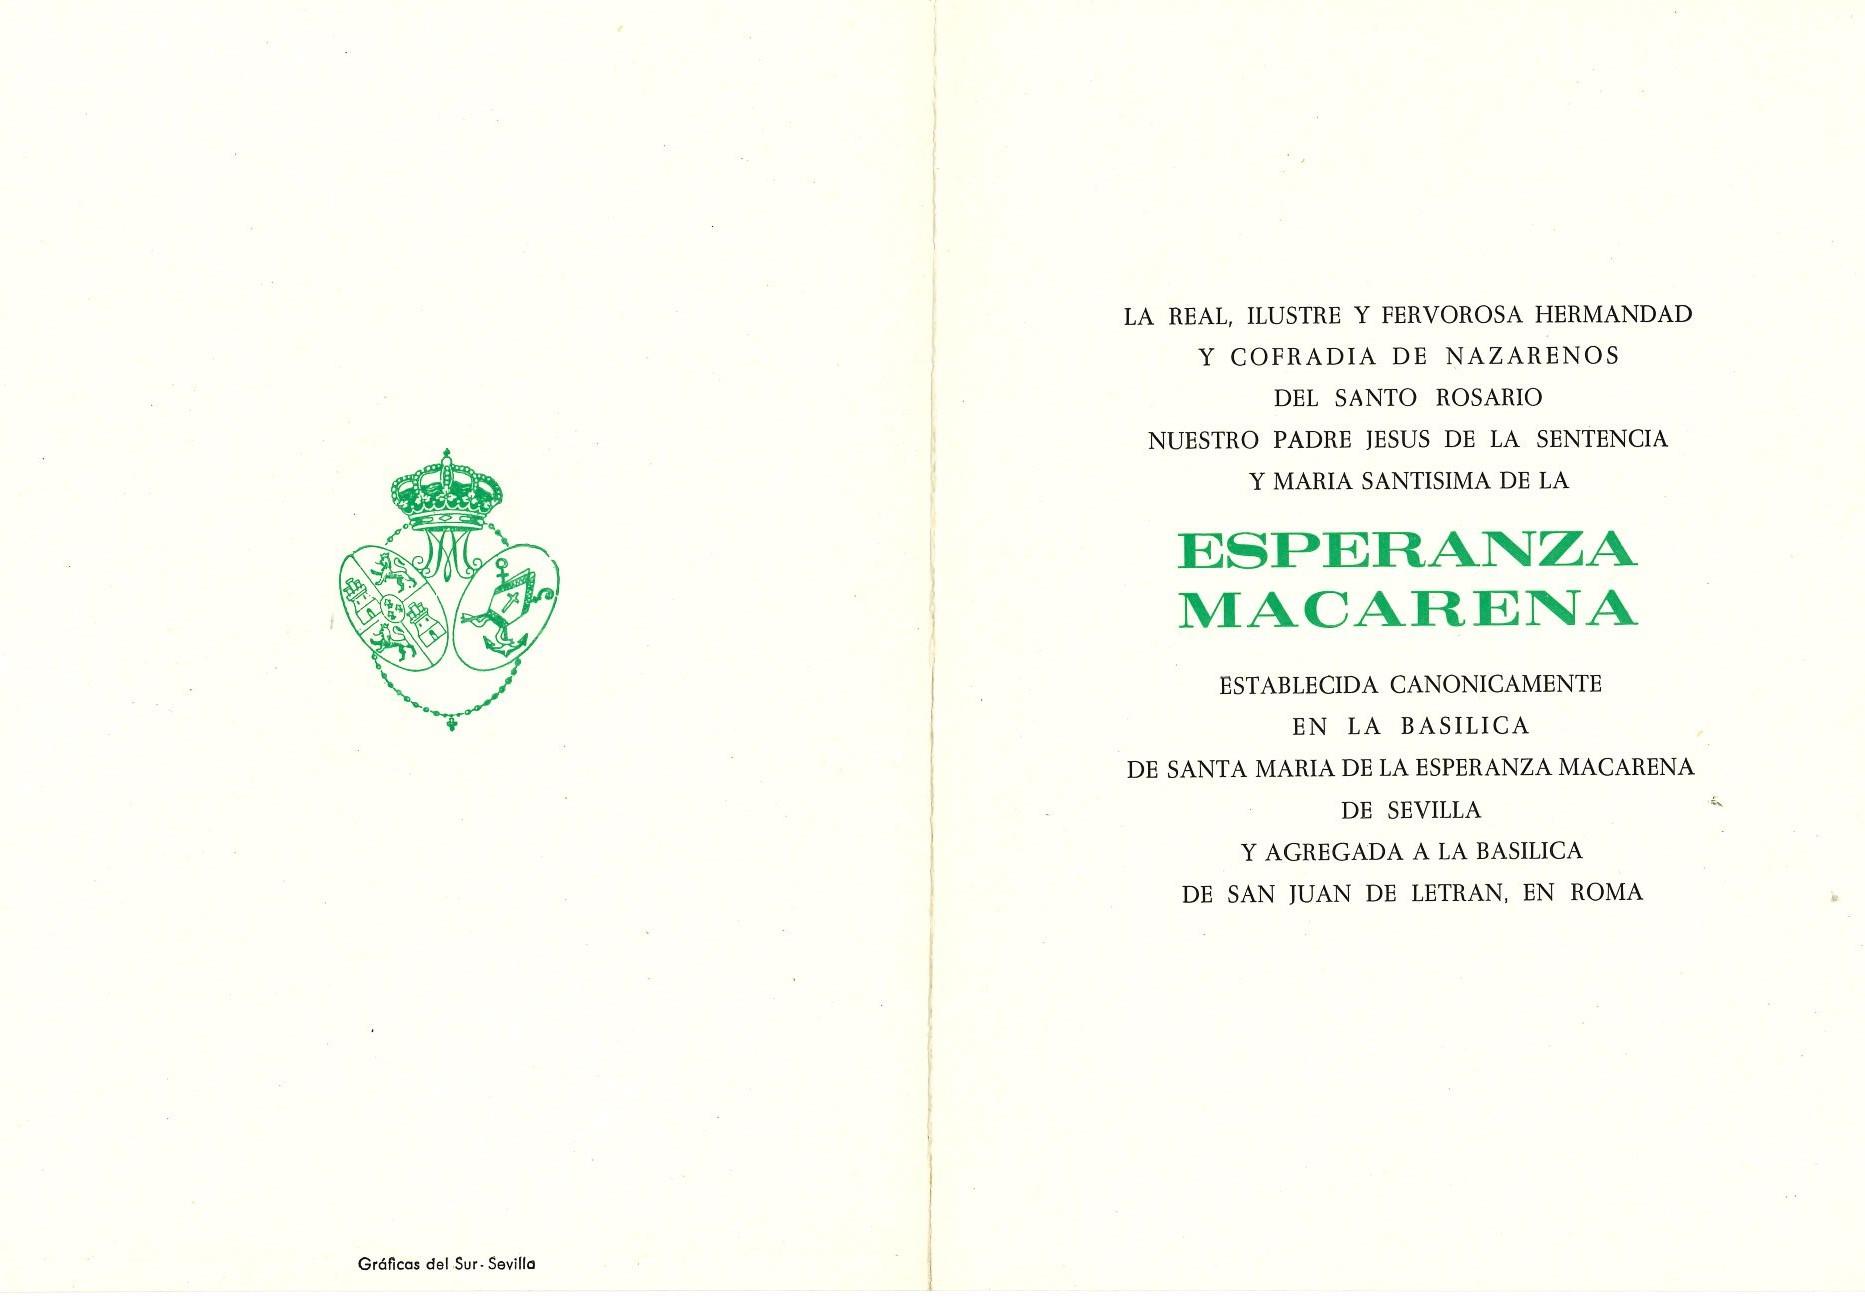 Gráficas del Sur - Sevilla
LA REAL, ILUSTRE Y FERVOROSA HERMANDAD
Y COFRADIA DE NAZARENOS
DEL SANTO ROSARIO
NUESTRO PADRE JESUS DE LA SENTENCIA
Y MARIA SANTISIMA DE LA
ESPERANZA
MACARENA
ESTABLECIDA CANONICAMENTE
EN LA BASILICA
DE SANTA MARIA DE LA ESPERANZA MACARENA
DE SEVILLA
Y AGREGADA A LA BASILICA
DE SAN JUAN DE LETRAN, EN ROMA